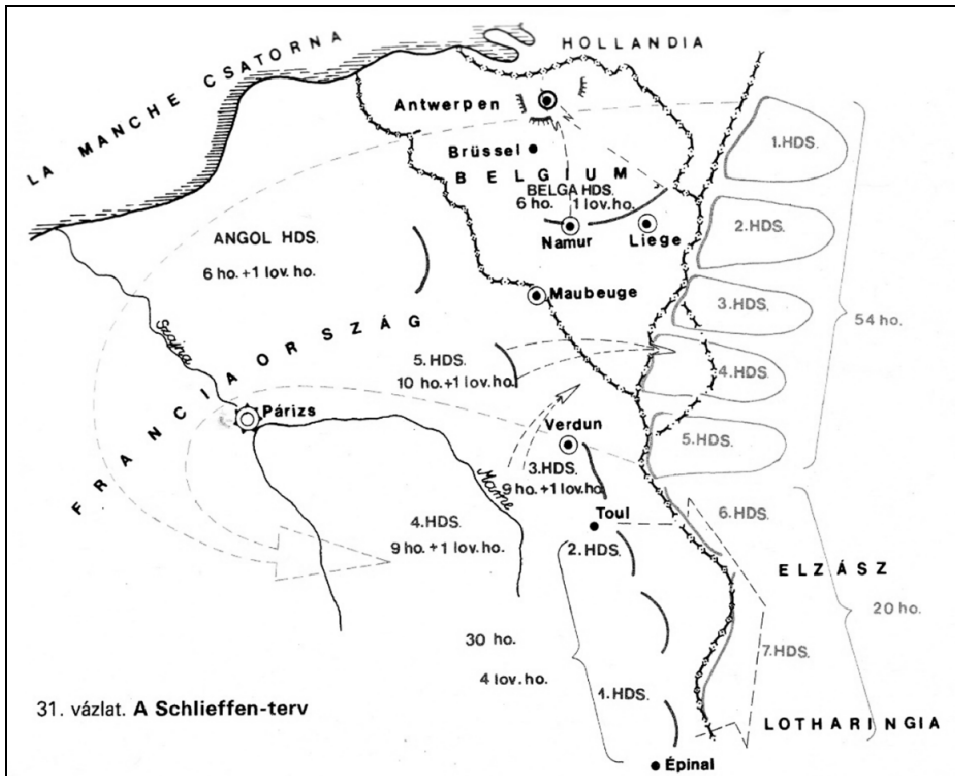 LA MANCHE CSATORNA
HOLLANDIA
Antwerpen
1.HDS.
Brüssel
BELGIUM
BELGA HDS.
6 ho. 1 lov. ho.
ANGOL HDS.
6 ho. + 1 lov. ho.
Namur
Liege
2.HDS.
Maubeuge
3.HDS.
54 ho.
Szajna
FRANCIAORSZÁG
5.HDS.
10 ho. + 1 lov. ho.
4.HDS.
Párizs
Verdun
5.HDS.
3.HDS.
9 ho. + 1 lov. ho.
Marne
4.HDS.
9 ho. + 1 lov. ho.
Toul
6.HDS.
2.HDS.
ELZÁSZ
20 ho.
30 ho.
4 lov. ho.
7.HDS.
1.HDS.
31. vázlat. A Schlieffen-terv
LOTHARINGIA
Épinal